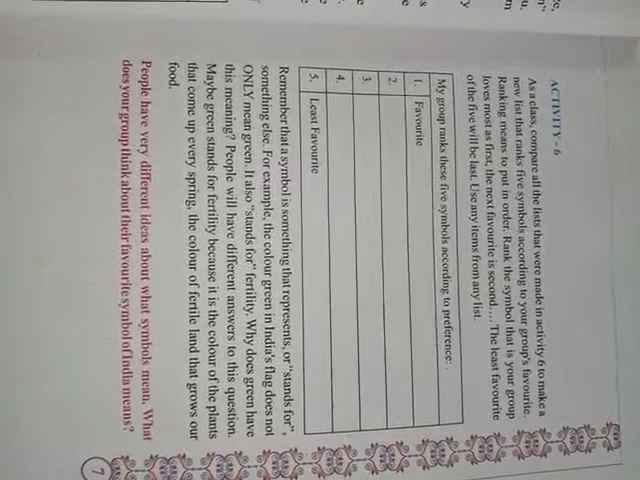 ACTIVITY - 6
As a class, compare all the lists that were made in activity 6 to make a
new list that ranks five symbols according to your group's favourite.
Ranking means to put in order. Rank the symbol that is your group
loves most as first, the next favourite is second.... The least favourite
of the five will be last. Use any items from any list.
My group ranks these five symbols according to preference: .
1. Favourite
2.
3.
4.
5. Least Favourite
Remember that a symbol is something that represents, or "stands for",
something else. For example, the colour green in India's flag does not
ONLY mean green. It also "stands for" fertility. Why does green have
this meaning? People will have different answers to this question.
Maybe green stands for fertility because it is the colour of the plants
that come up every spring, the colour of fertile land that grows our
food.
People have very different ideas about what symbols mean. What
does your group think about their favourite symbol of India means?
7